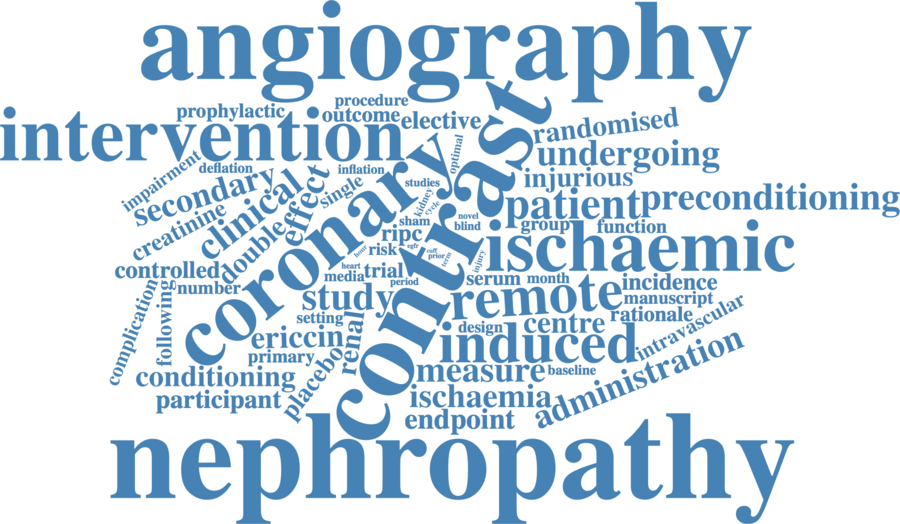 angiography
contrast
procedure
prophylactic
outcome
elective
intervention
randomised
optimal
undergoing
impairment
deflation
inflation
single
studies
injurious
coronary
secondary
clinical
effect
double
creatinine
kidney
cycle
patient
preconditioning
sham
novel
blind
group
function
ripc
ischaemic
risk
egfr
cuff
prior
hour
term
injury
controlled
number
heart
media
trial
period
serum
month
incidence
study
remote
manuscript
complication
following
setting
renal
design
centre
rationale
intravascular
ericcin
primary
placebo
induced
conditioning
measure
baseline
administration
participant
ischaemia
endpoint
nephropathy